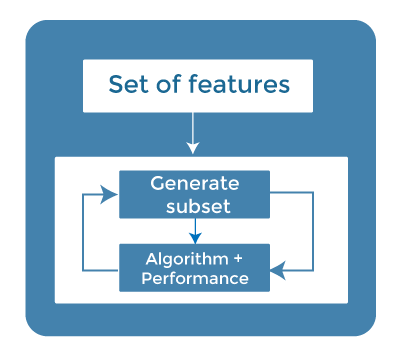 Set of features
Generate
subset
Algorithm +
Performance